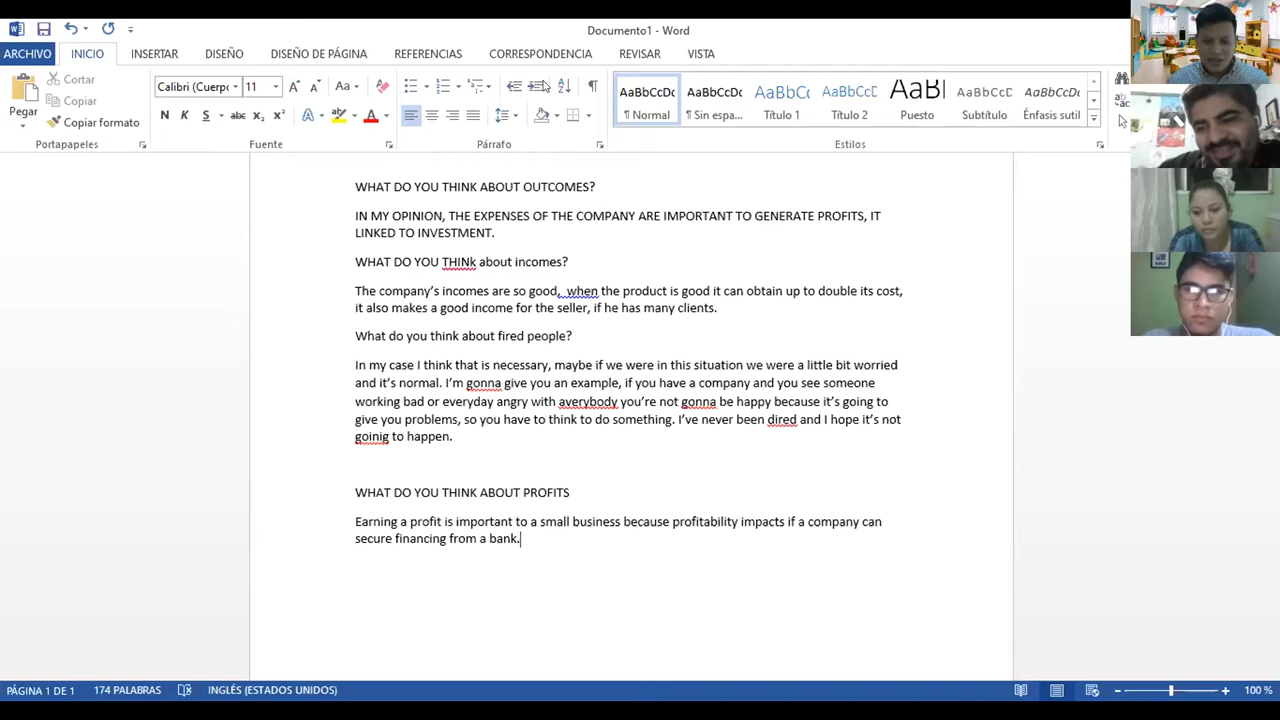 Documento1 - Word
ARCHIVO INICIO INSERTAR DISEÑO DISEÑO DE PÁGINA REFERENCIAS CORRESPONDENCIA REVISAR VISTA
Pegar
Cortar
Copiar
Copiar formato
Portapapeles
Calibri (Cuerpo 11
Aa
N K S abc x₂ x²
Fuente
Párrafo
AaBbCcDc AaBbCcDc AaBbCc AaBbCcD AaBl AaBbCcD AaBbCcDc
¶ Normal ¶ Sin espa... Título 1 Título 2 Puesto Subtítulo Énfasis sutil
Estilos
WHAT DO YOU THINK ABOUT OUTCOMES?
IN MY OPINION, THE EXPENSES OF THE COMPANY ARE IMPORTANT TO GENERATE PROFITS, IT
LINKED TO INVESTMENT.
WHAT DO YOU THINk about incomes?
The company's incomes are so good,  when the product is good it can obtain up to double its cost,
it also makes a good income for the seller, if he has many clients.
What do you think about fired people?
In my case I think that is necessary, maybe if we were in this situation we were a little bit worried
and it's normal. I'm gonna give you an example, if you have a company and you see someone
working bad or everyday angry with averybody you're not gonna be happy because it's going to
give you problems, so you have to think to do something. I've never been dired and I hope it's not
goinig to happen.
WHAT DO YOU THINK ABOUT PROFITS
Earning a profit is important to a small business because profitability impacts if a company can
secure financing from a bank.
PÁGINA 1 DE 1 174 PALABRAS INGLÉS (ESTADOS UNIDOS) 100 %